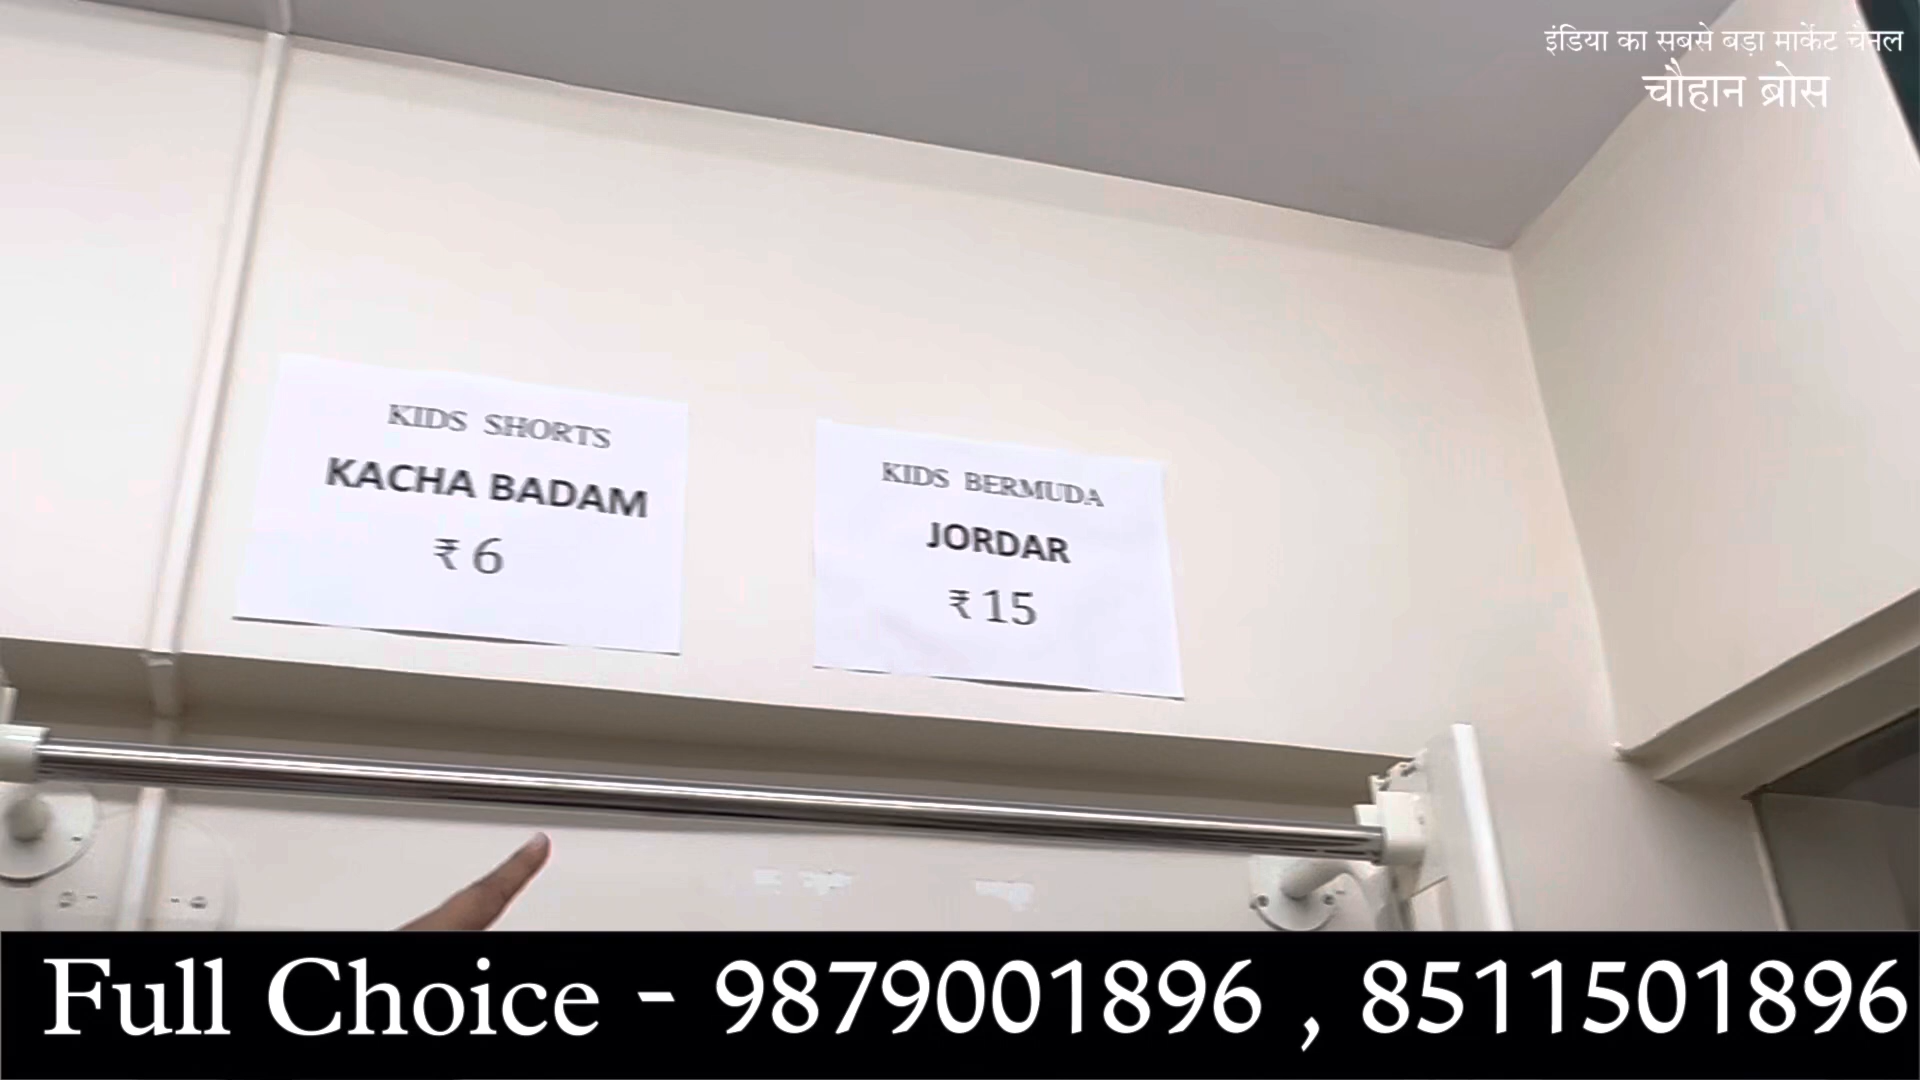 इंडिया का सबसे बड़ा मार्केट चैनल
चौहान ब्रोस
KIDS SHORTS
KACHA BADAM
₹ 6
KIDS BERMUDA
JORDAR
₹ 15
Full Choice - 9879001896 , 8511501896